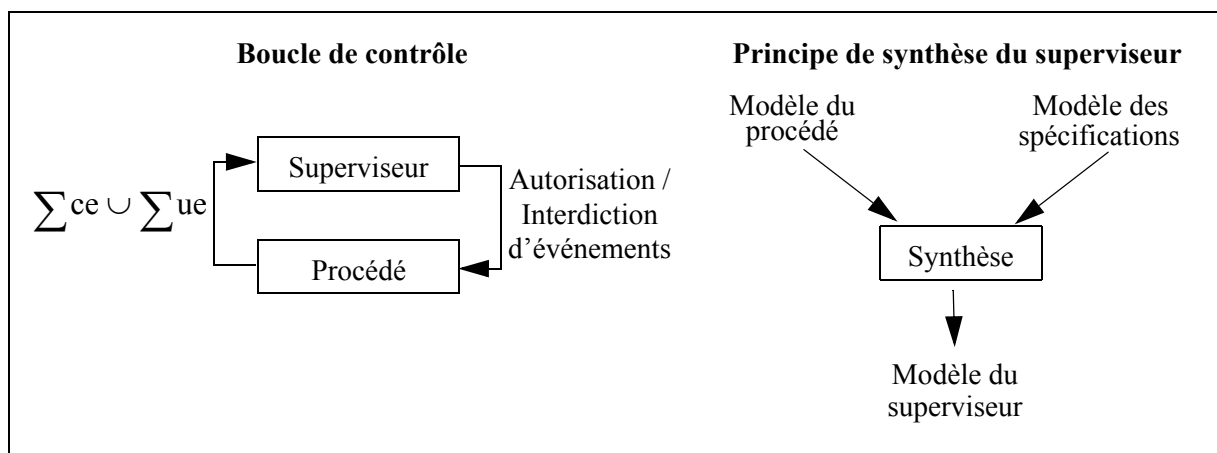 Boucle de contrôle
Superviseur
∑ce ∪ ∑ue
Autorisation /
Interdiction
d’événements
Procédé
Principe de synthèse du superviseur
Modèle du
procédé
Modèle des
spécifications
Synthèse
Modèle du
superviseur